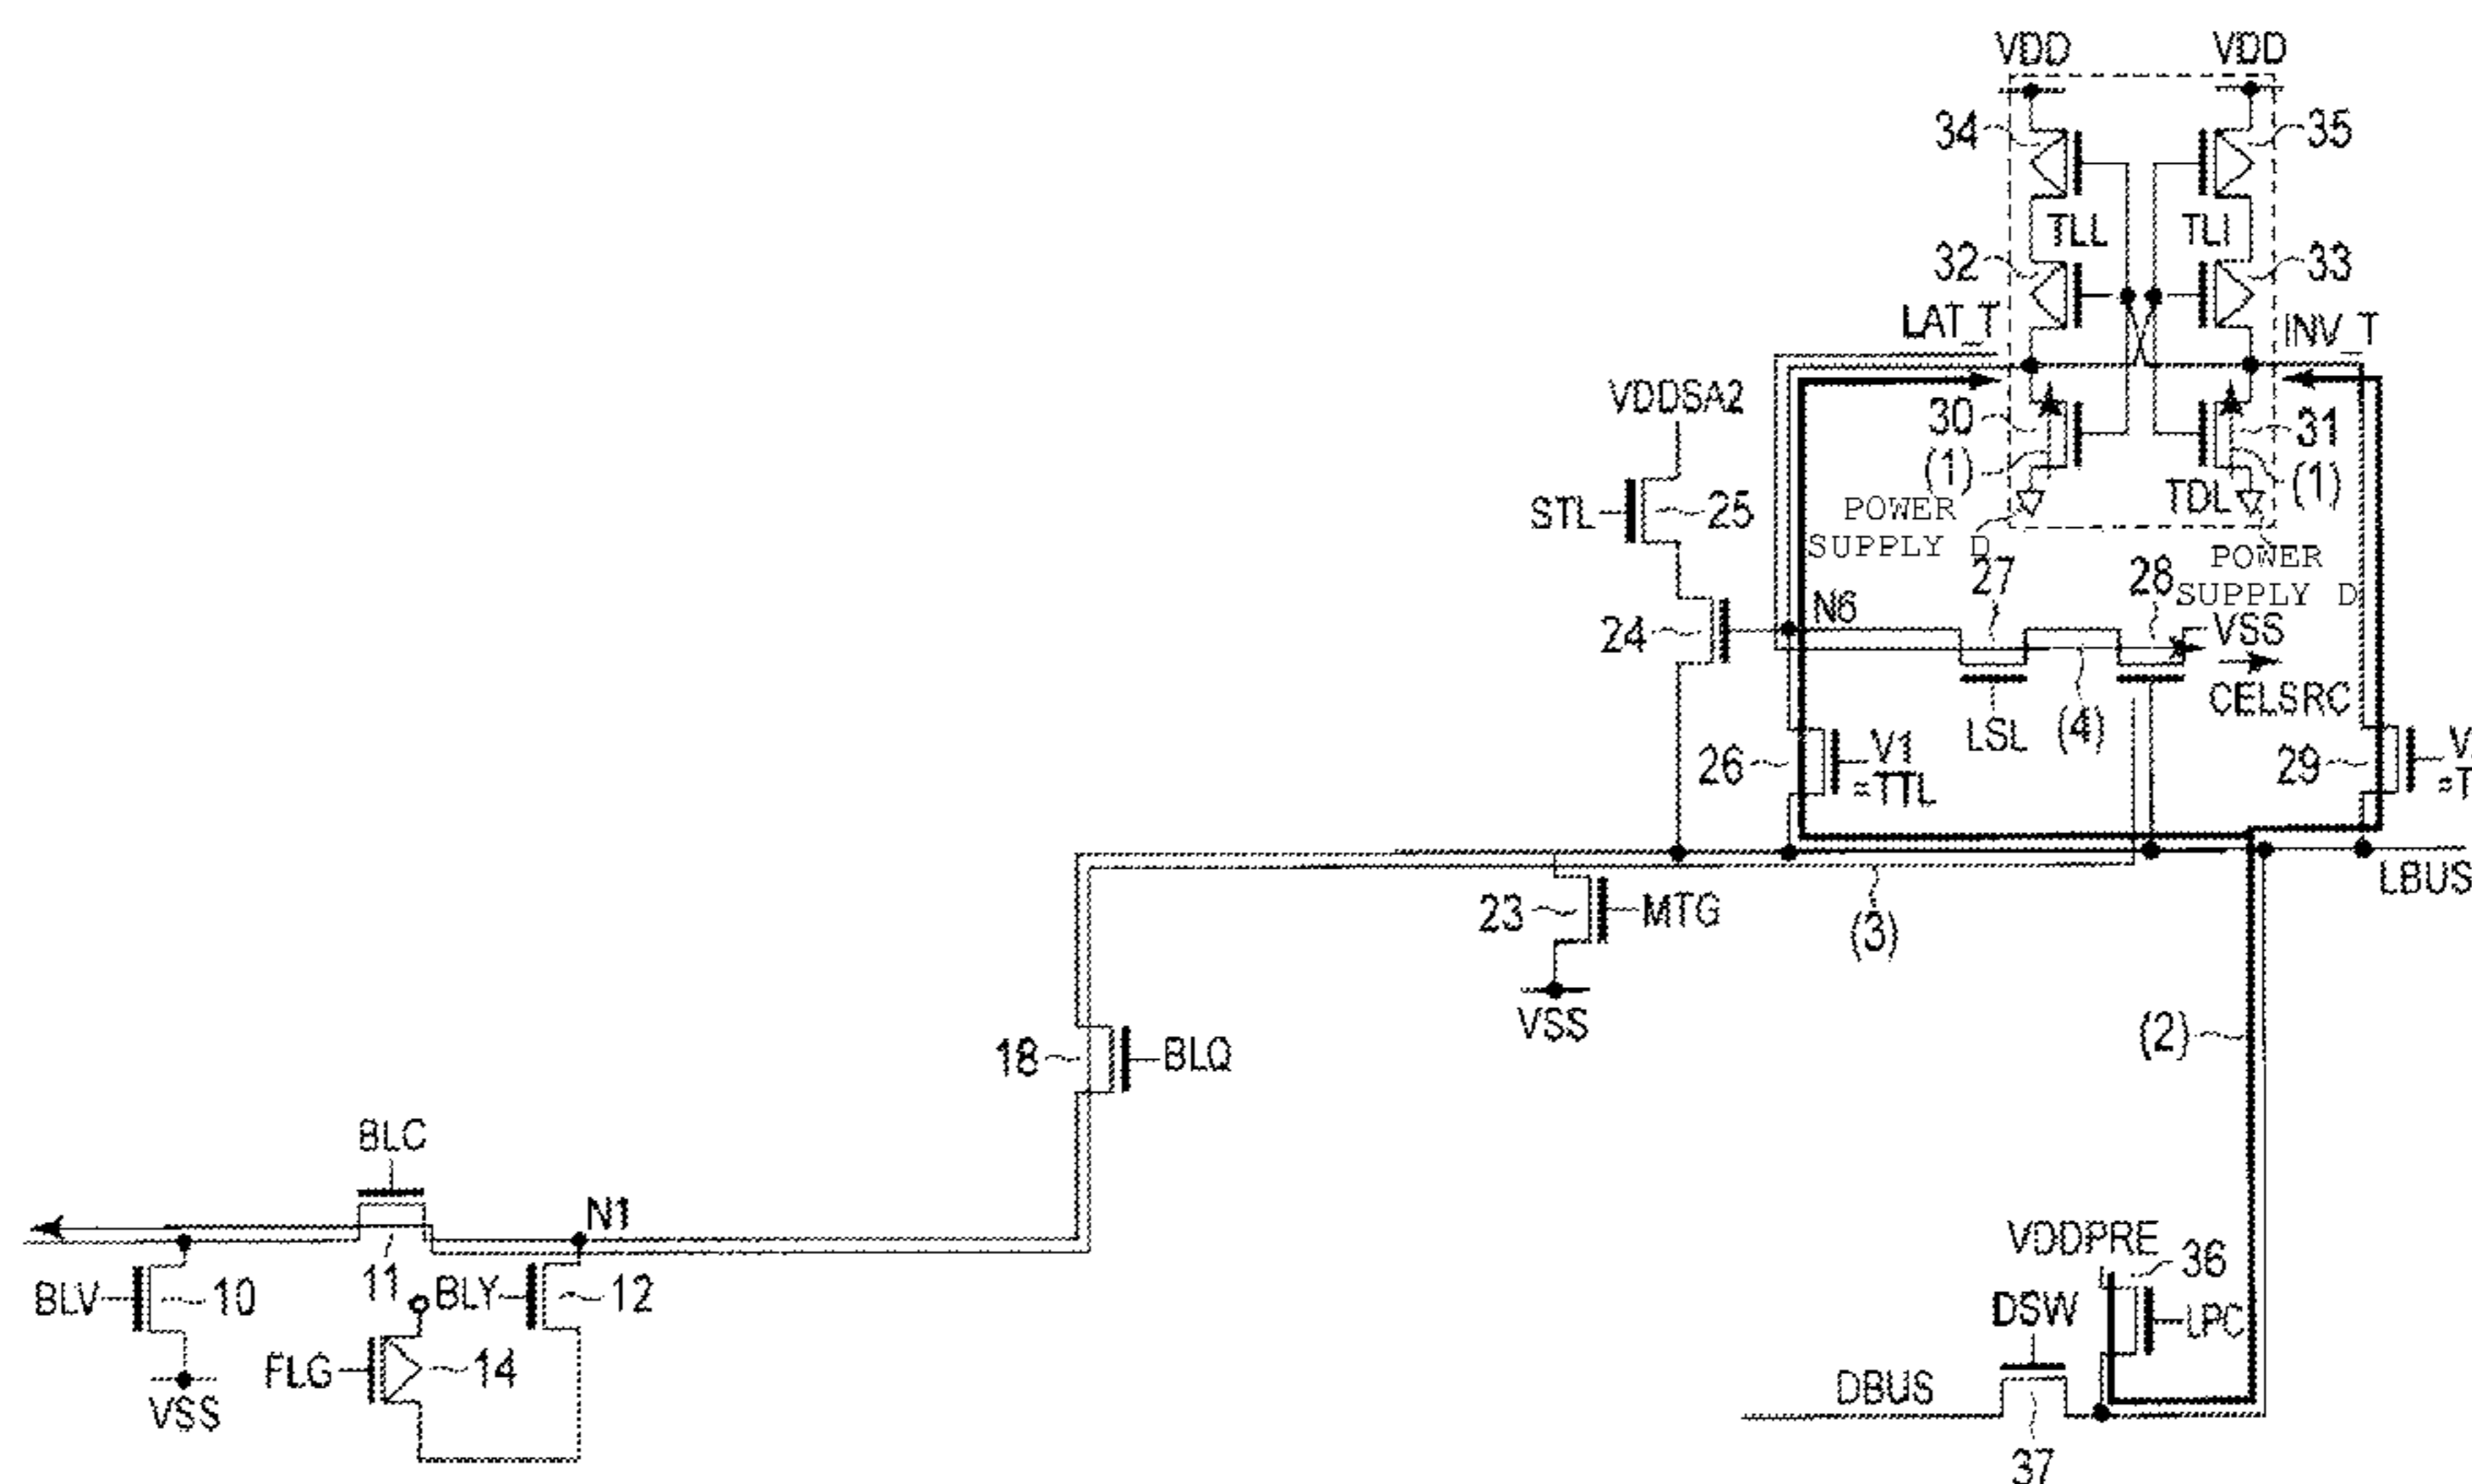 VDD VDD
34 35
TLL TLI
32 33
LAT_T INV_T
VDDSA2
30 31
(1) (1)
STL 25 TDL
POWER
SUPPLY D
POWER
SUPPLY D
27 28
24 N6 VSS
CELSRC
LSL (4)
26 V1
=TTL
29
LBUS
23 MTG (3)
VSS
18 BLQ (2)
BLC
N1
VDDPRE 36
11
BLV 10 BLY 12
DSW LPC
FLG 14
DBUS
VSS
37